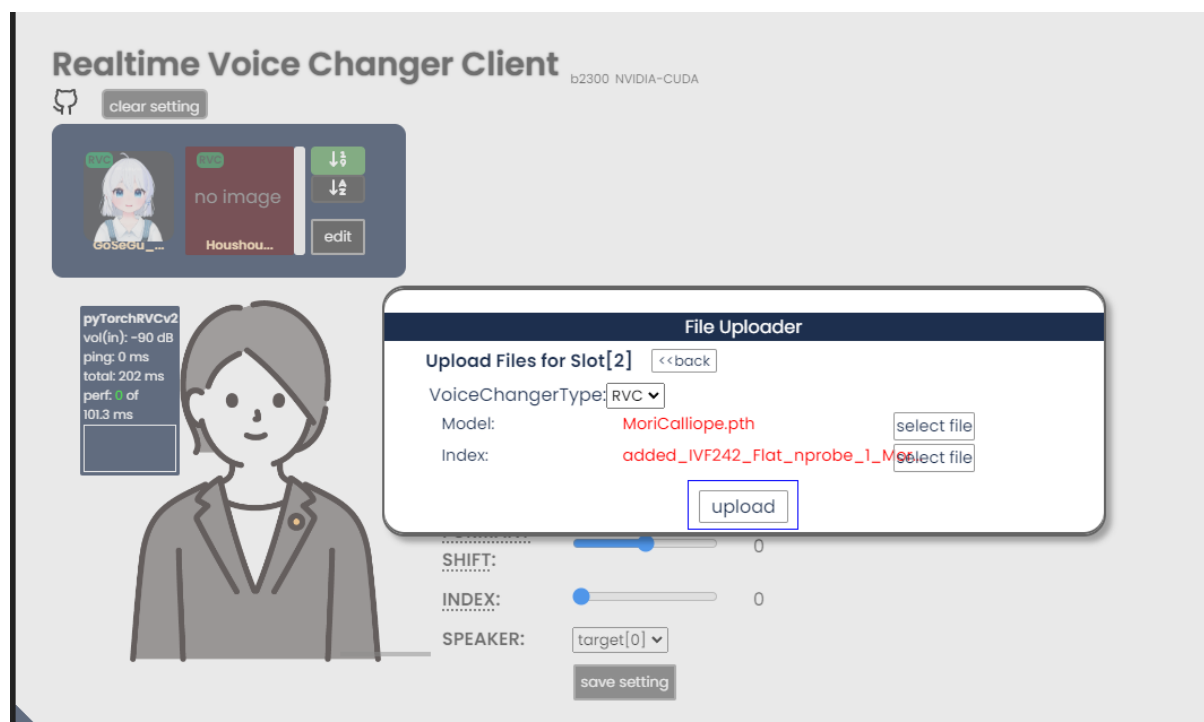 Realtime Voice Changer Client b2300 NVIDIA-CUDA
clear setting
RVC
GoSeGu_...
RVC
no image
Houshou...
edit
pyTorchRVCv2
vol(in): -90 dB
ping: 0 ms
total: 202 ms
perf: 0 of
101.3 ms
File Uploader
Upload Files for Slot[2] <<back
VoiceChangerType: RVC
Model: MoriCalliope.pth select file
Index: added_IVF242_Flat_nprobe_1_Mor... select file
upload
SHIFT: 0
INDEX: 0
SPEAKER: target[0]
save setting